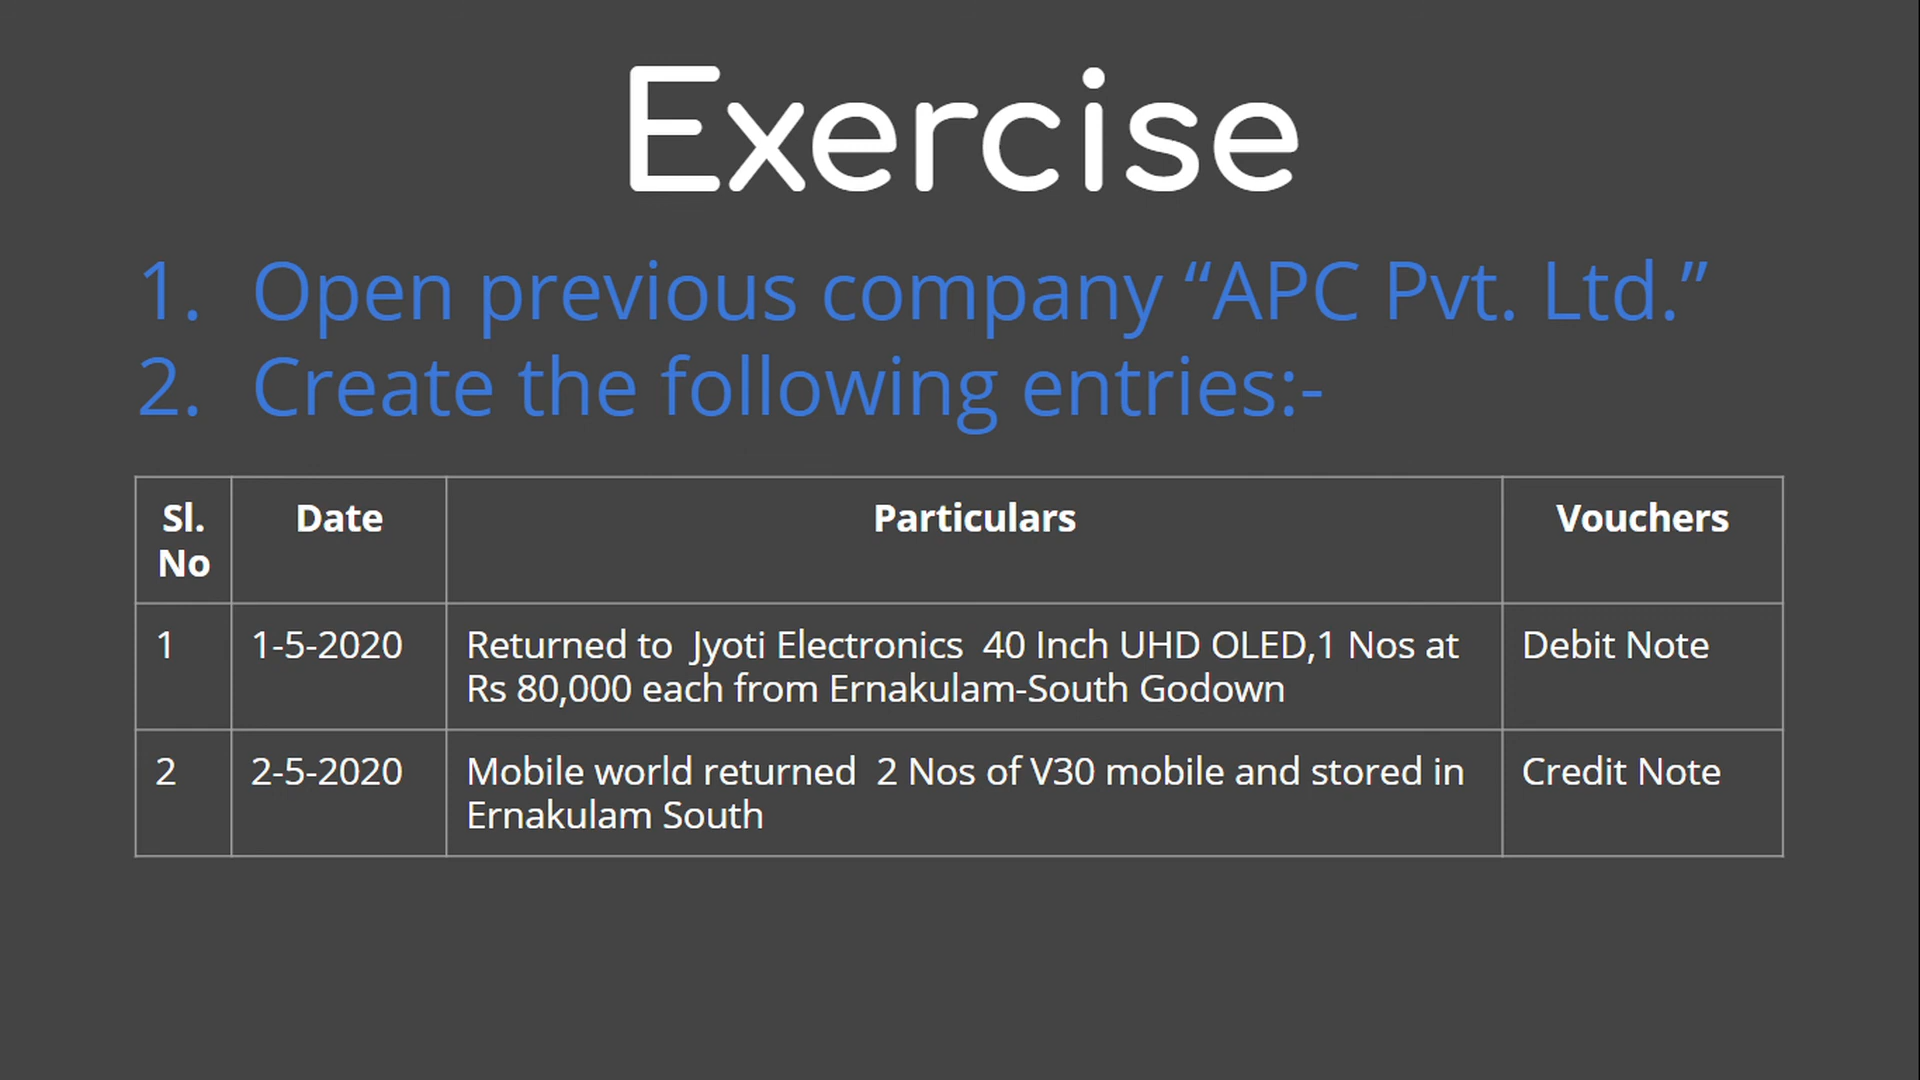 Exercise
1. Open previous company “APC Pvt. Ltd.”
2. Create the following entries:-
Sl. No Date Particulars Vouchers
1 1-5-2020 Returned to Jyoti Electronics 40 Inch UHD OLED,1 Nos at Debit Note
Rs 80,000 each from Ernakulam-South Godown
2 2-5-2020 Mobile world returned 2 Nos of V30 mobile and stored in Credit Note
Ernakulam South